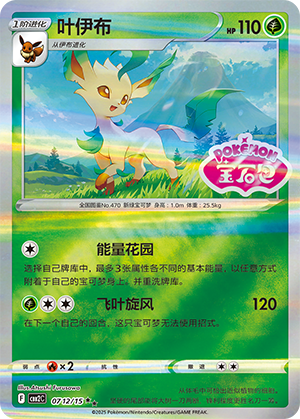 1阶进化
叶伊布
HP 110
从伊布进化
POKÉMON
宝石包
全国图鉴No.470 新绿宝可梦 身高：1.0m 体重：25.5kg
能量花园
选择自己牌库中，最多3张属性各不同的基本能量，以任意方式
附着于自己的宝可梦身上。并重洗牌库。
飞叶旋风 120
在下一个自己的回合，这只宝可梦无法使用招式。
弱点 ×2 抵抗力 撤退
Illus. Atsushi Furusawa
F CBB2C 0712/15
©2025 Pokémon/Nintendo/Creatures/GAME FREAK.